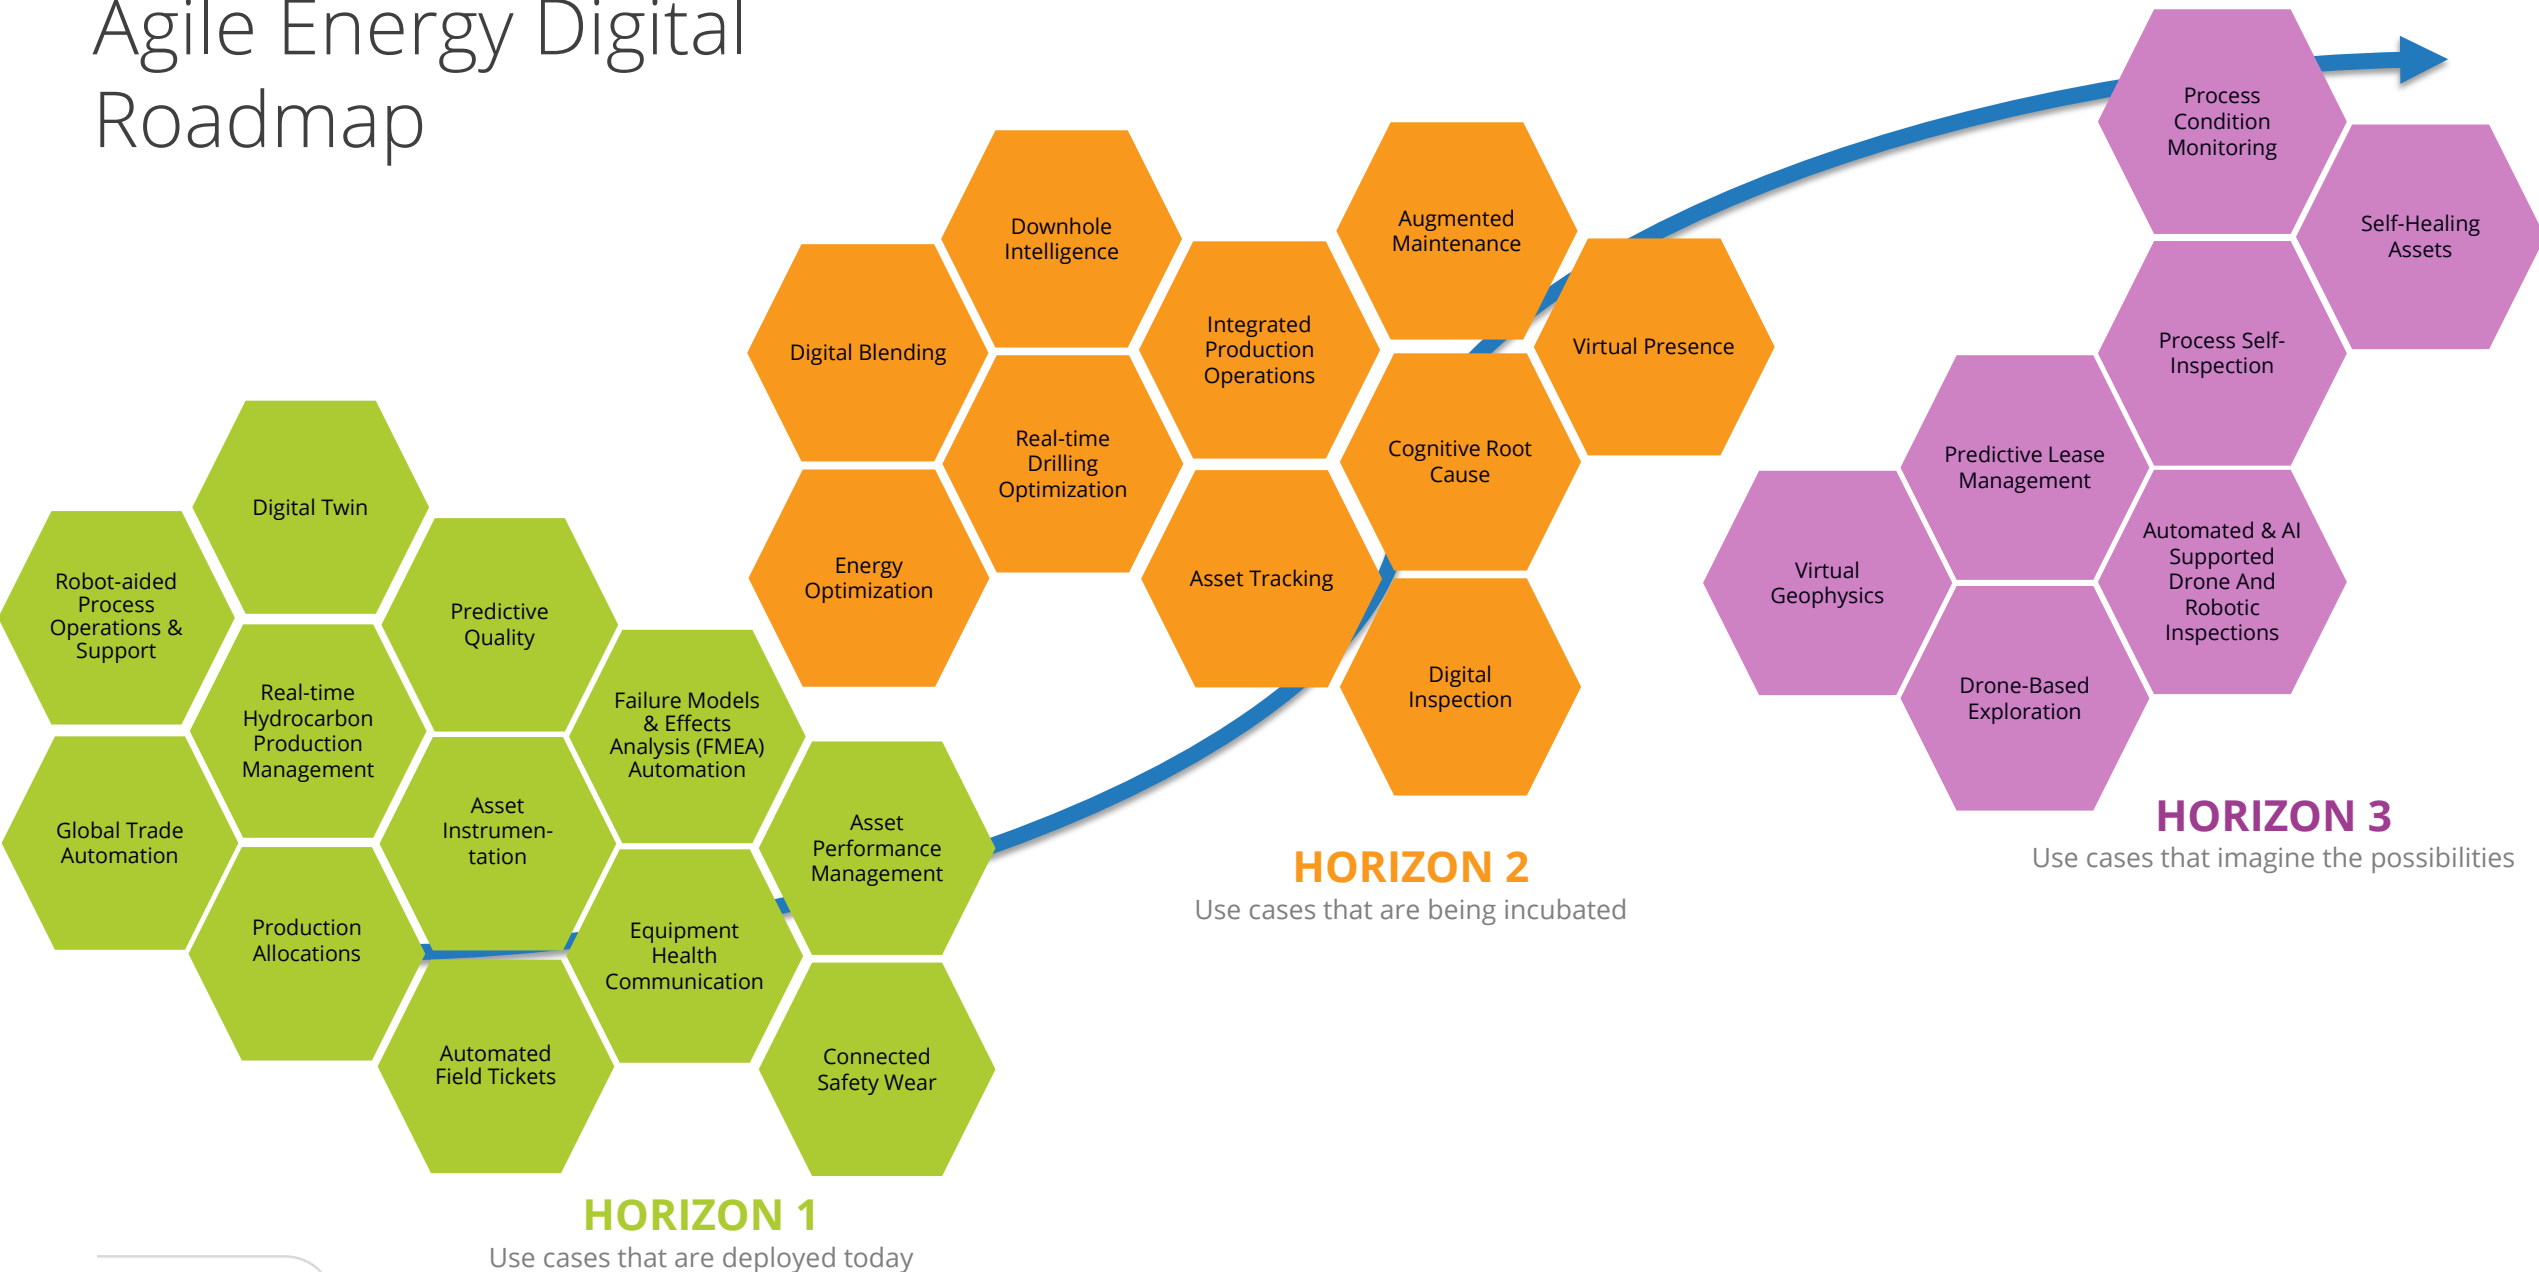 Agile Energy Digital
Roadmap
Digital Twin
Robot-aided
Process
Operations &
Support
Predictive
Quality
Real-time
Hydrocarbon
Production
Management
Failure Models
& Effects
Analysis (FMEA)
Automation
Global Trade
Automation
Asset
Instrumen-
tation
Asset
Performance
Management
Production
Allocations
Equipment
Health
Communication
Automated
Field Tickets
Connected
Safety Wear
HORIZON 1
Use cases that are deployed today
Downhole
Intelligence
Augmented
Maintenance
Digital Blending
Integrated
Production
Operations
Virtual Presence
Real-time
Drilling
Optimization
Cognitive Root
Cause
Energy
Optimization
Asset Tracking
Digital
Inspection
HORIZON 2
Use cases that are being incubated
Process
Condition
Monitoring
Self-Healing
Assets
Process Self-
Inspection
Predictive Lease
Management
Virtual
Geophysics
Automated & AI
Supported
Drone And
Robotic
Inspections
Drone-Based
Exploration
HORIZON 3
Use cases that imagine the possibilities